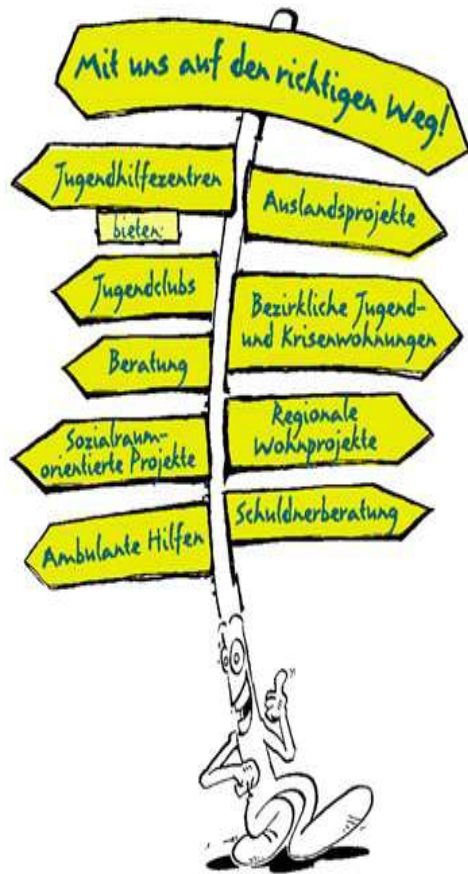 Mit uns auf den richtigen Weg!
Jugendhilfezentren
bieten:
Jugendclubs
Beratung
Sozialraum-
orientierte Projekte
Ambulante Hilfen
Auslandsprojekte
Bezirkliche Jugend-
und Krisenwohnungen
Regionale
Wohnprojekte
Schuldnerberatung